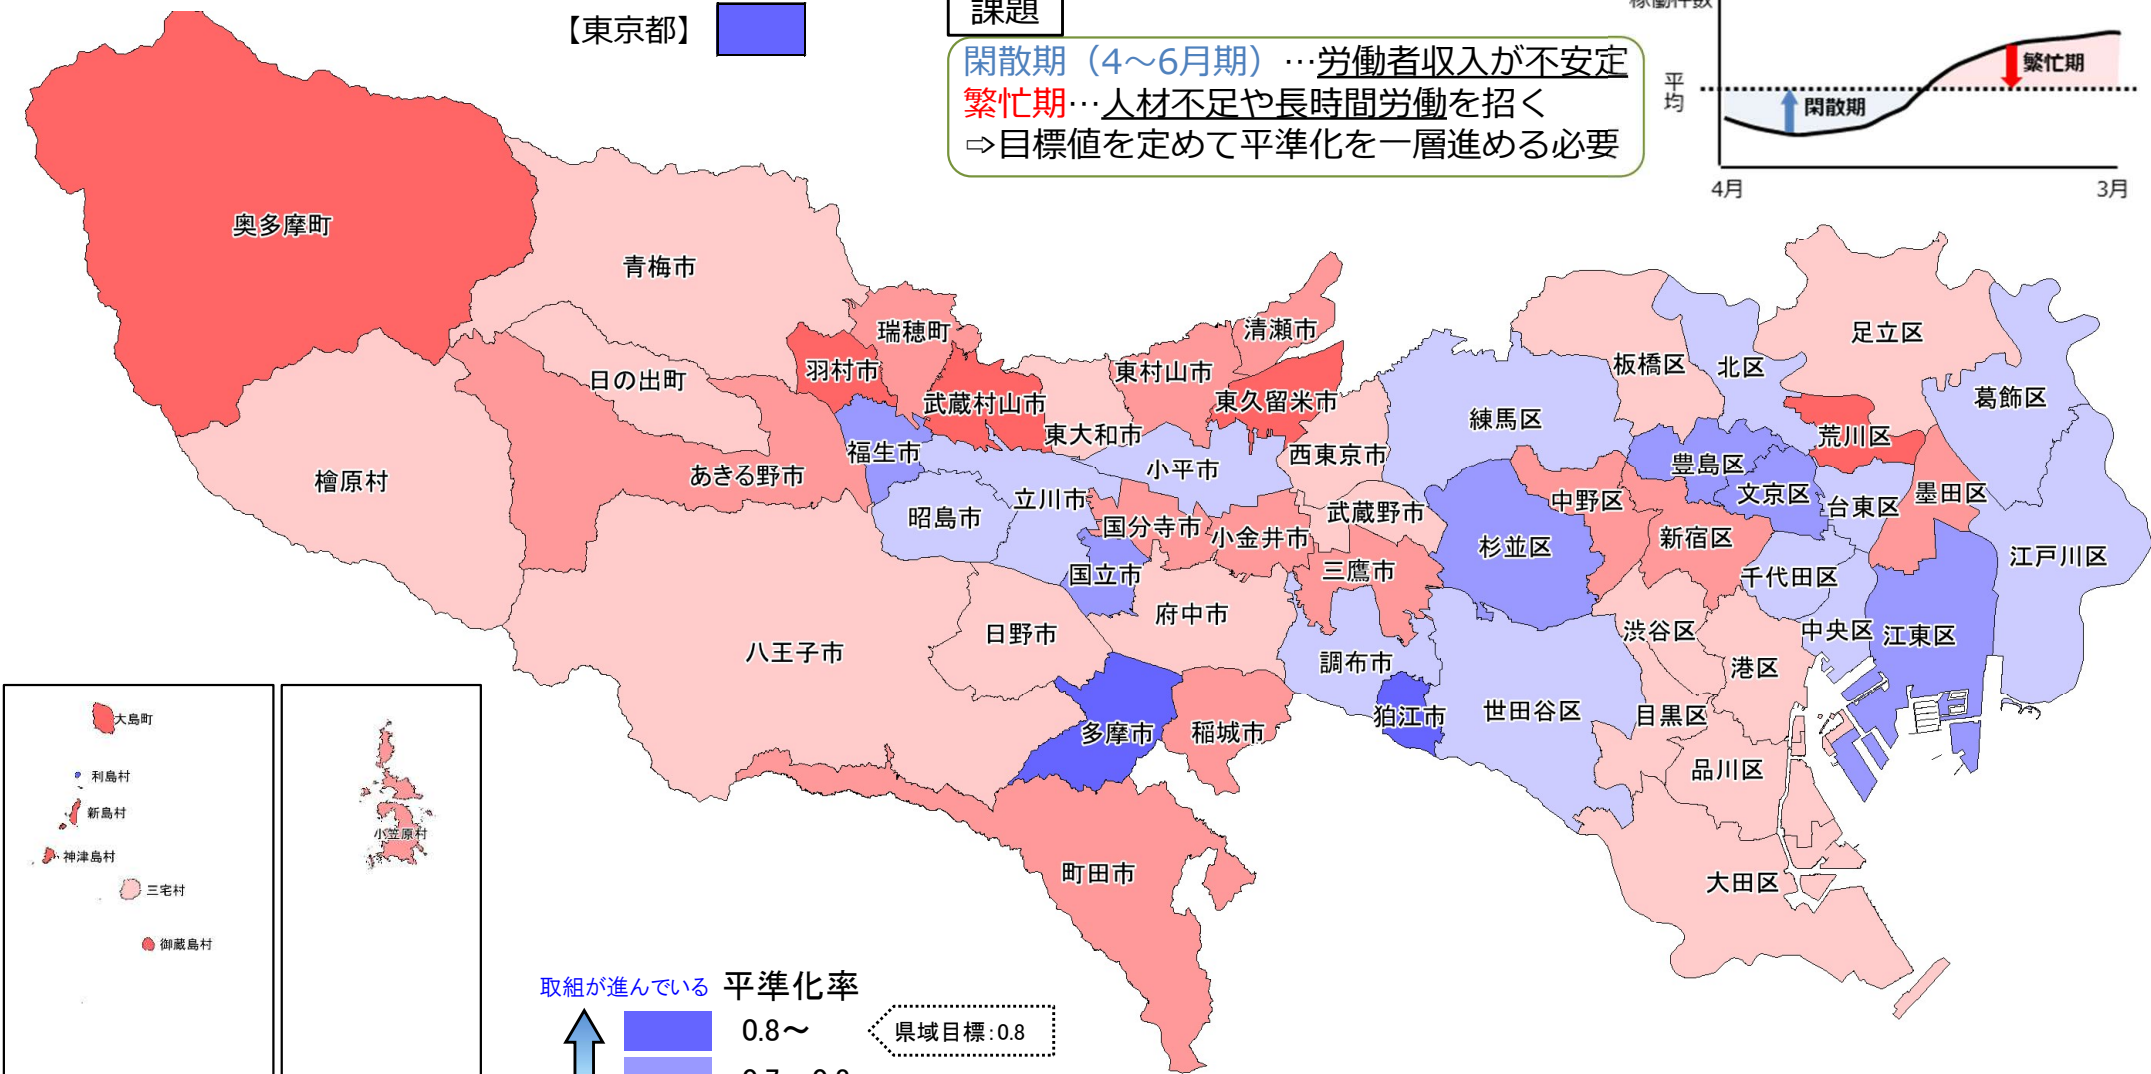 【東京都】
課題
閑散期（4～6月期）…労働者収入が不安定
繁忙期…人材不足や長時間労働を招く
⇨目標値を定めて平準化を一層進める必要
稼働件数
平均
繁忙期
閑散期
4月
3月
奥多摩町
青梅市
瑞穂町
清瀬市
足立区
羽村市
日の出町
東村山市
板橋区
北区
武蔵村山市
東久留米市
葛飾区
練馬区
東大和市
荒川区
福生市
西東京市
小平市
豊島区
檜原村
あきる野市
文京区
墨田区
立川市
中野区
台東区
昭島市
武蔵野市
国分寺市
小金井市
新宿区
杉並区
江戸川区
国立市
三鷹市
千代田区
府中市
日野市
渋谷区
中央区
江東区
八王子市
調布市
港区
世田谷区
狛江市
目黒区
多摩市
稲城市
品川区
町田市
大田区
大島町
利島村
新島村
神津島村
三宅村
御蔵島村
小笠原村
取組が進んでいる
平準化率
0.8～
県域目標：0.8